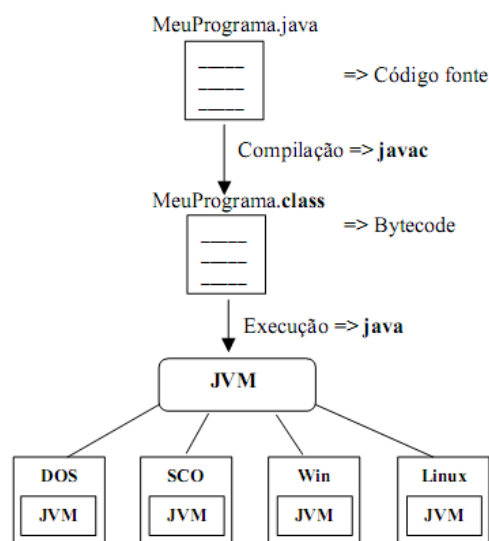 MeuPrograma.java
=> Código fonte
Compilação => javac
MeuPrograma.class
=> Bytecode
Execução => java
JVM
DOS SCO Win Linux
JVM JVM JVM JVM